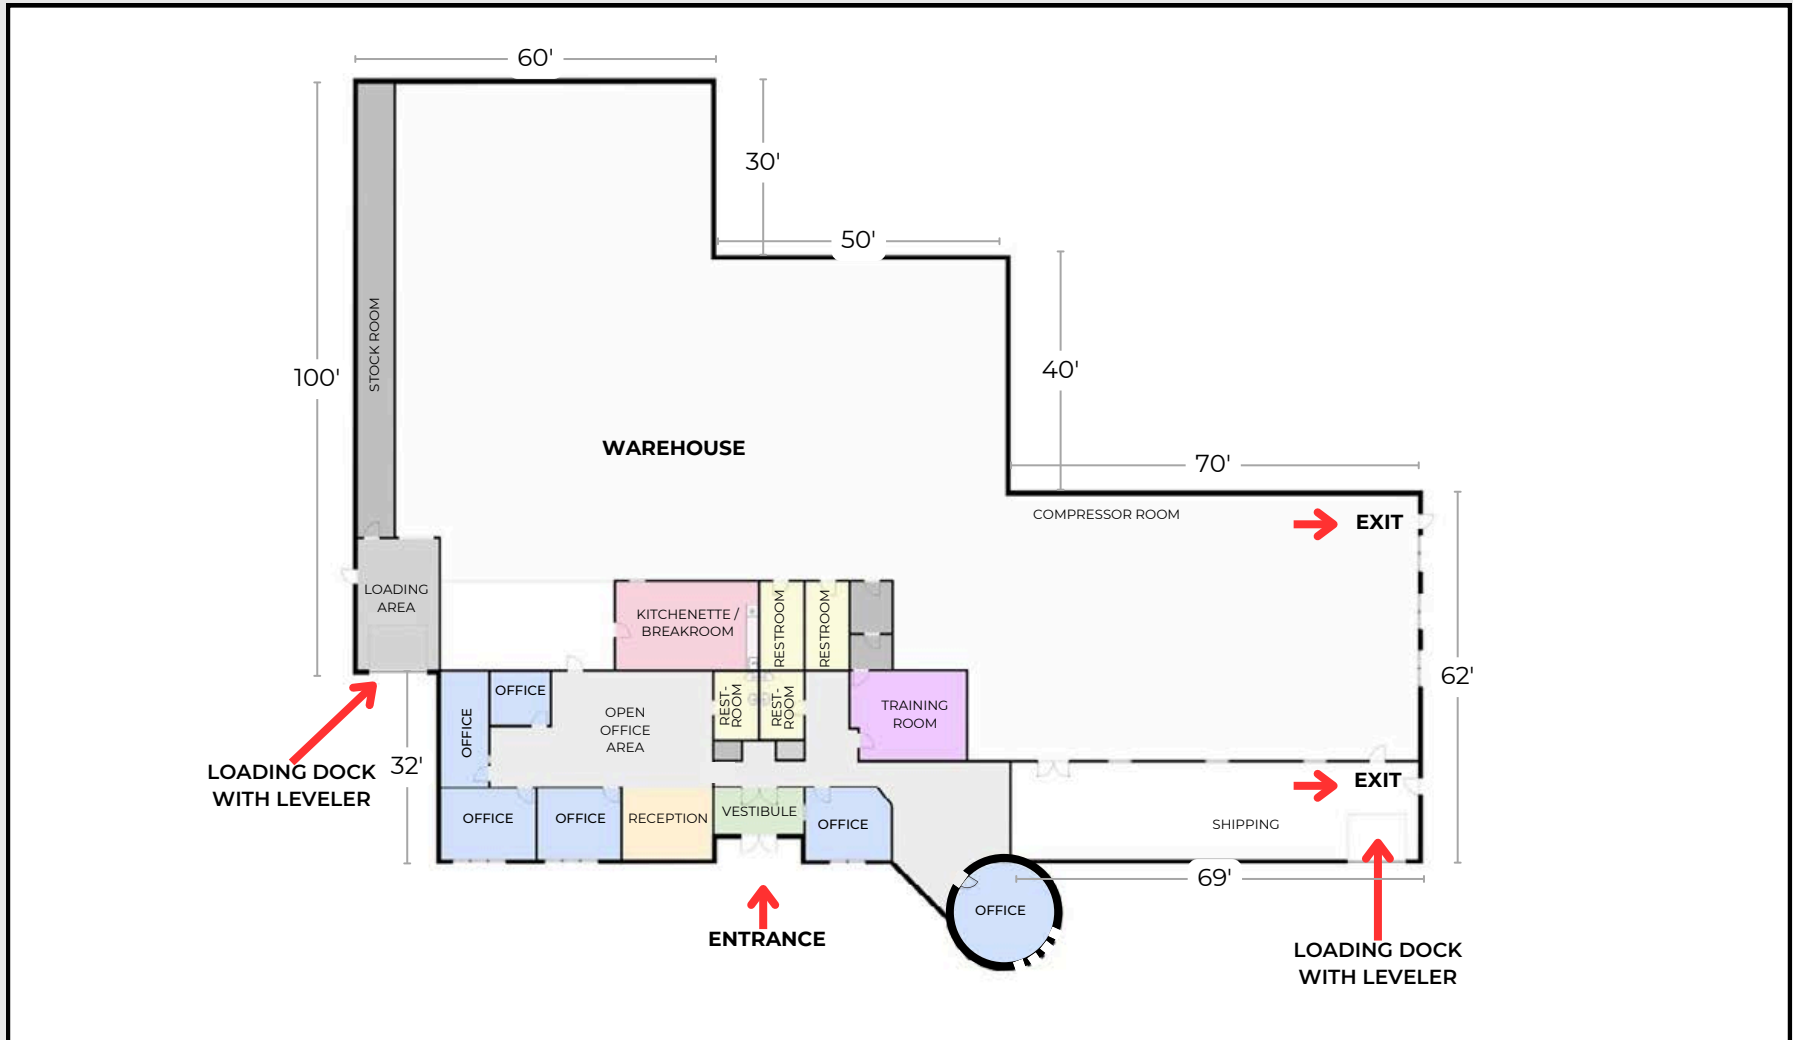 60'
30'
50'
40'
100'
STOCK ROOM
WAREHOUSE
70'
COMPRESSOR ROOM
EXIT
LOADING
AREA
KITCHENETTE /
BREAKROOM
RESTROOM
RESTROOM
62'
OFFICE
OFFICE
OPEN
OFFICE
AREA
REST-
ROOM
REST-
ROOM
TRAINING
ROOM
LOADING DOCK
WITH LEVELER
32'
EXIT
OFFICE
OFFICE
RECEPTION
VESTIBULE
OFFICE
SHIPPING
69'
OFFICE
ENTRANCE
LOADING DOCK
WITH LEVELER